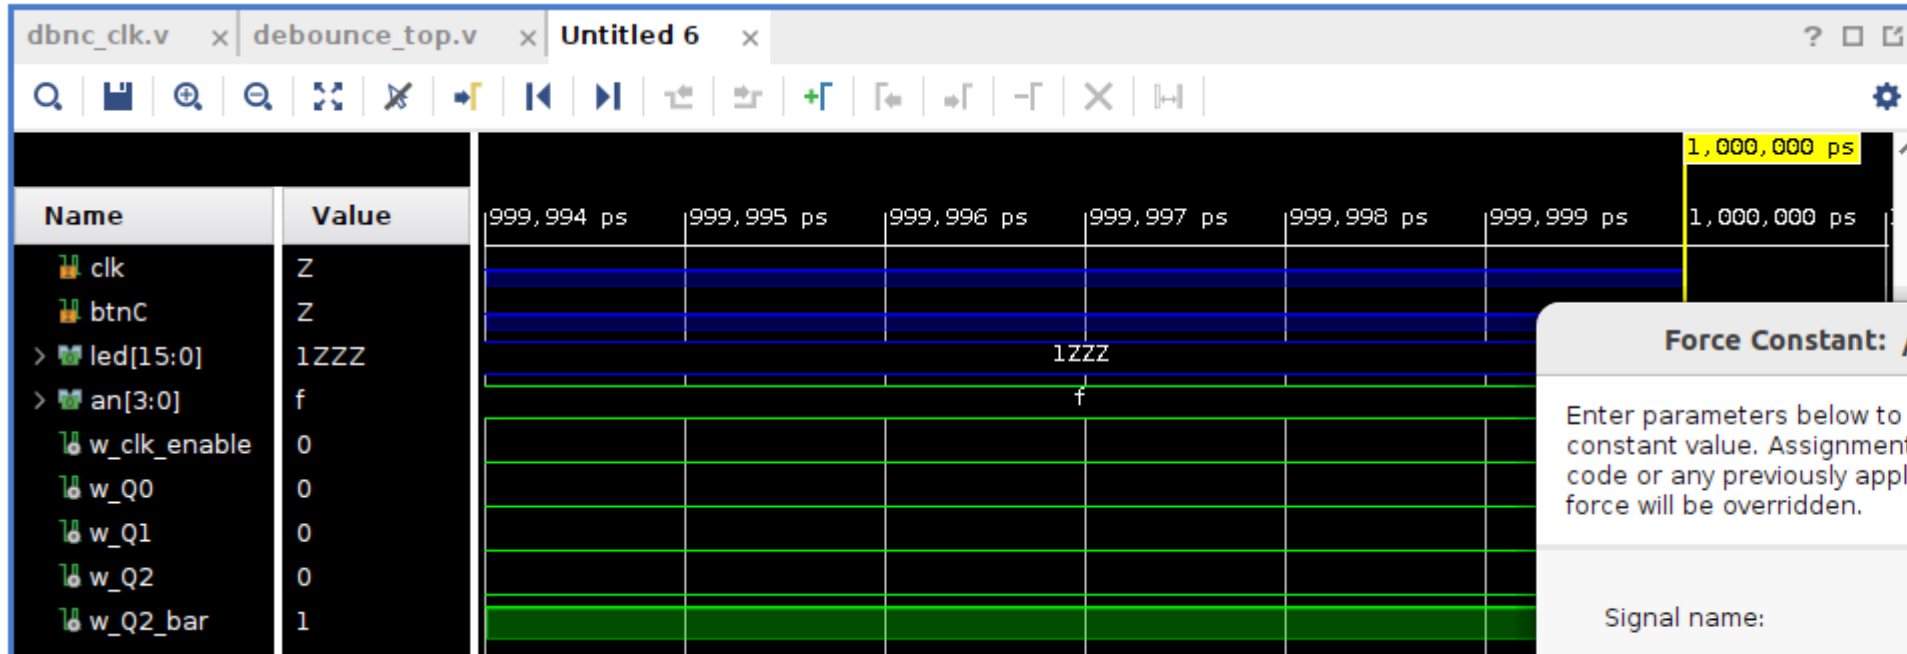 dbnc_clk.v × debounce_top.v × Untitled 6 ×
1,000,000 ps
Name Value 999,994 ps 999,995 ps 999,996 ps 999,997 ps 999,998 ps 999,999 ps 1,000,000 ps
clk Z
btnC Z
led[15:0] 1ZZZ 1ZZZ
an[3:0] f f
w_clk_enable 0
w_Q0 0
w_Q1 0
w_Q2 0
w_Q2_bar 1
Force Constant:
Enter parameters below to
constant value. Assignment
code or any previously appl
force will be overridden.
Signal name: